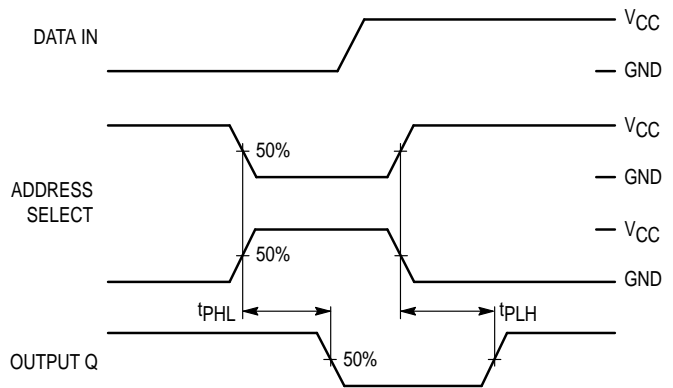 DATA IN
VCC
GND
VCC
50%
GND
ADDRESS
SELECT
VCC
50%
GND
tPHL
tPLH
OUTPUT Q
50%